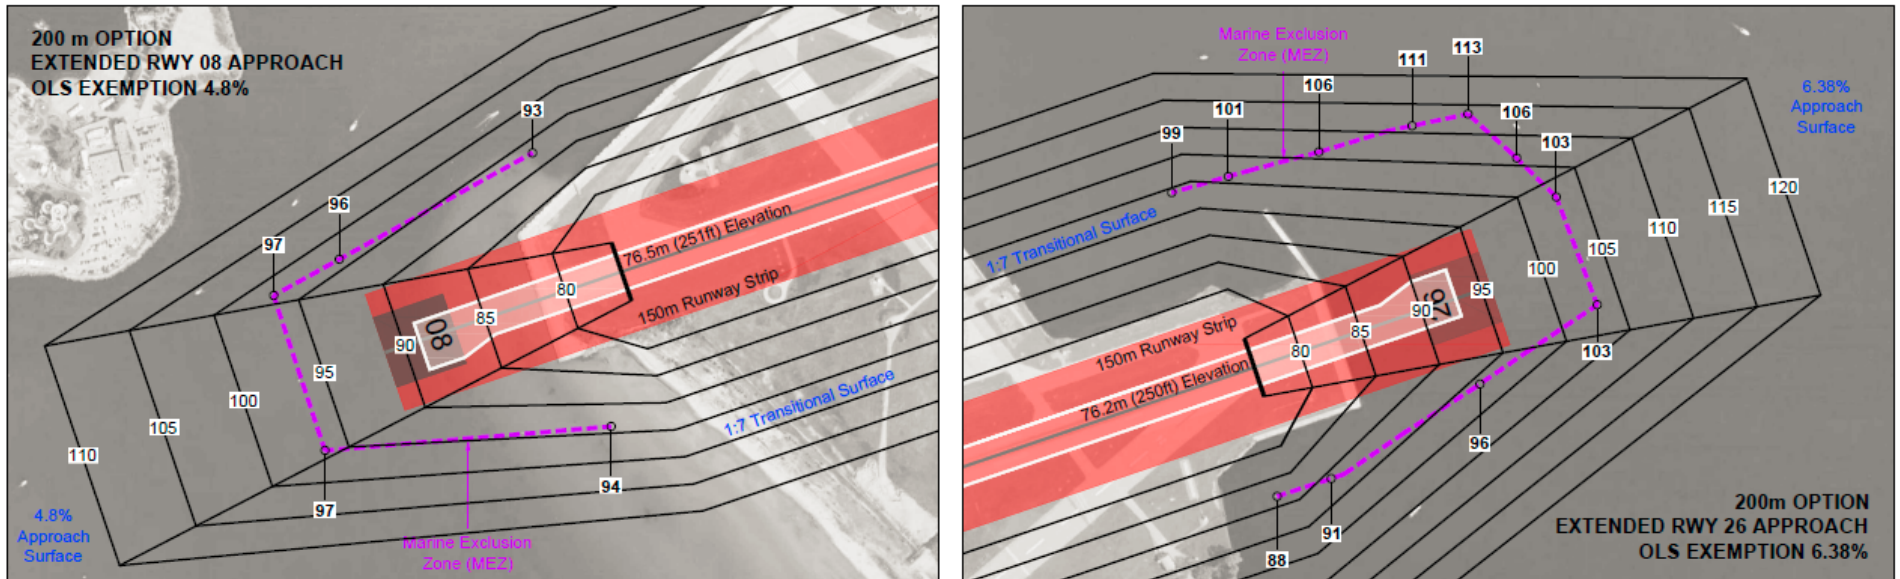 200 m OPTION
EXTENDED RWY 08 APPROACH
OLS EXEMPTION 4.8%
93
96
97
76.5m (251ft) Elevation
80
150m Runway Strip
85
08
90
95
100
105
110
1:7 Transitional Surface
94
97
4.8%
Approach
Surface
Marine Exclusion
Zone (MEZ)
Marine Exclusion
Zone (MEZ)
113
111
106
101
99
106
103
6.38%
Approach
Surface
120
115
110
105
100
95
90
26
85
80
1:7 Transitional Surface
150m Runway Strip
76.2m (250ft) Elevation
103
96
91
88
200m OPTION
EXTENDED RWY 26 APPROACH
OLS EXEMPTION 6.38%